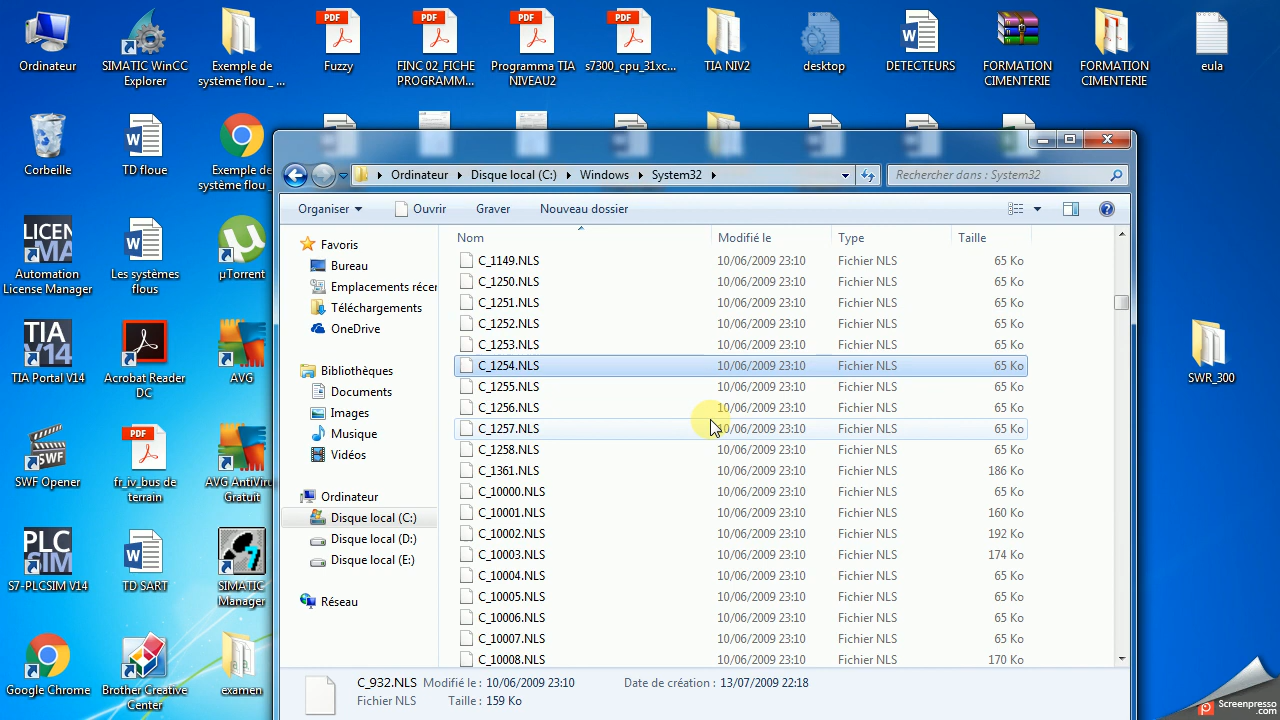 Ordinateur
SIMATIC WinCC
Explorer
Exemple de
système flou _ ...
PDF
Fuzzy
PDF
FINC 02_FICHE
PROGRAMM...
PDF
Programma TIA
NIVEAU2
PDF
s7300_cpu_31xc...
TIA NIV2
desktop
DETECTEURS
FORMATION
CIMENTERIE
FORMATION
CIMENTERIE
eula
Corbeille
TD floue
Exemple de
système flou _
LICEN
MA
Automation
License Manager
Les systèmes
flous
µTorrent
TIA
V14
TIA Portal V14
Acrobat Reader
DC
AVG
SWF
SWF Opener
PDF
fr_iv_bus de
terrain
AVG AntiViru
Gratuit
PLC
SIM
S7-PLCSIM V14
TD SART
SIMATIC
Manager
Google Chrome
Brother Creative
Center
examen
SWR_300
Ordinateur
Disque local (C:)
Windows
System32
Rechercher dans : System32
Organiser
Ouvrir
Graver
Nouveau dossier
Favoris
Bureau
Emplacements récen
Téléchargements
OneDrive
Bibliothèques
Documents
Images
Musique
Vidéos
Ordinateur
Disque local (C:)
Disque local (D:)
Disque local (E:)
Réseau
Nom Modifié le Type Taille
C_1149.NLS 10/06/2009 23:10 Fichier NLS 65 Ko
C_1250.NLS 10/06/2009 23:10 Fichier NLS 65 Ko
C_1251.NLS 10/06/2009 23:10 Fichier NLS 65 Ko
C_1252.NLS 10/06/2009 23:10 Fichier NLS 65 Ko
C_1253.NLS 10/06/2009 23:10 Fichier NLS 65 Ko
C_1254.NLS 10/06/2009 23:10 Fichier NLS 65 Ko
C_1255.NLS 10/06/2009 23:10 Fichier NLS 65 Ko
C_1256.NLS 10/06/2009 23:10 Fichier NLS 65 Ko
C_1257.NLS 10/06/2009 23:10 Fichier NLS 65 Ko
C_1258.NLS 10/06/2009 23:10 Fichier NLS 65 Ko
C_1361.NLS 10/06/2009 23:10 Fichier NLS 186 Ko
C_10000.NLS 10/06/2009 23:10 Fichier NLS 65 Ko
C_10001.NLS 10/06/2009 23:10 Fichier NLS 160 Ko
C_10002.NLS 10/06/2009 23:10 Fichier NLS 192 Ko
C_10003.NLS 10/06/2009 23:10 Fichier NLS 174 Ko
C_10004.NLS 10/06/2009 23:10 Fichier NLS 65 Ko
C_10005.NLS 10/06/2009 23:10 Fichier NLS 65 Ko
C_10006.NLS 10/06/2009 23:10 Fichier NLS 65 Ko
C_10007.NLS 10/06/2009 23:10 Fichier NLS 65 Ko
C_10008.NLS 10/06/2009 23:10 Fichier NLS 170 Ko
C_932.NLS Modifié le : 10/06/2009 23:10 Date de création : 13/07/2009 22:18
Fichier NLS Taille : 159 Ko
Screenpresso
.com